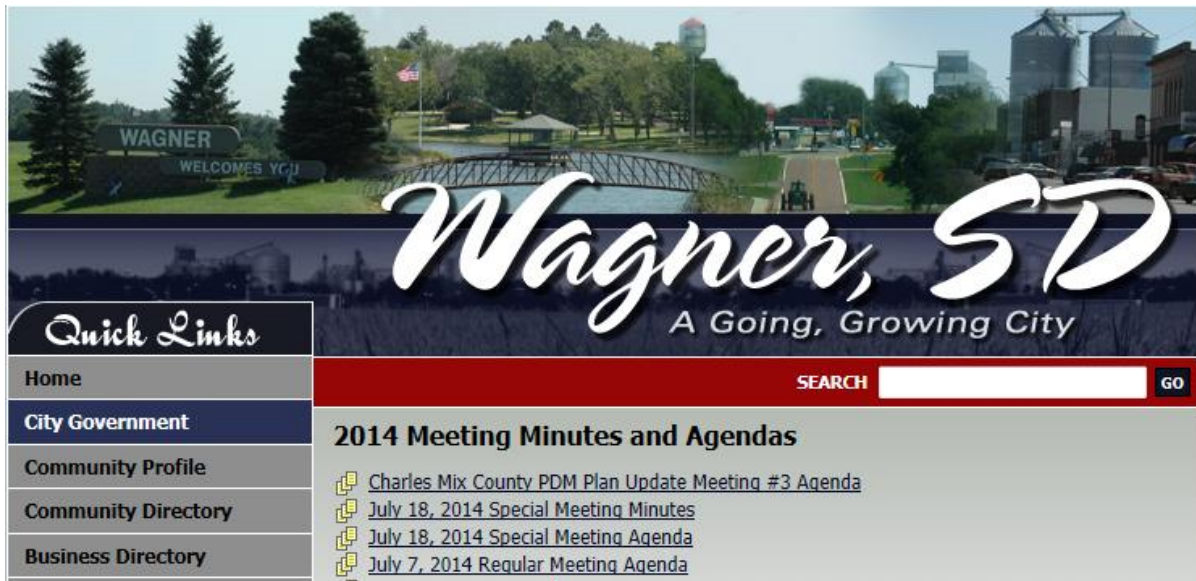 WAGNER
WELCOMES YOU
Wagner, SD
A Going, Growing City
Quick Links
Home
City Government
Community Profile
Community Directory
Business Directory
SEARCH
GO
2014 Meeting Minutes and Agendas
Charles Mix County PDM Plan Update Meeting #3 Agenda
July 18, 2014 Special Meeting Minutes
July 18, 2014 Special Meeting Agenda
July 7, 2014 Regular Meeting Agenda